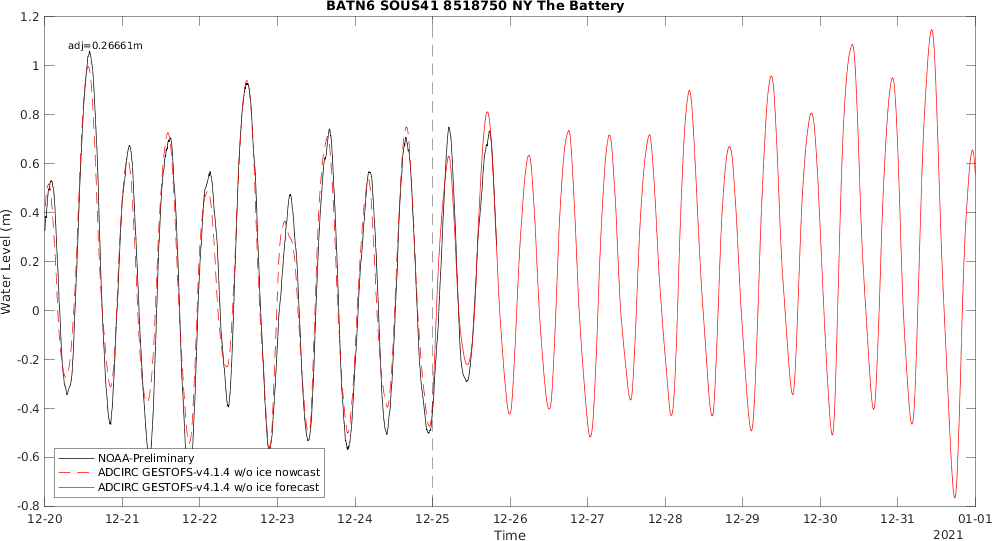 BATN6 SOUS41 8518750 NY The Battery
adj=0.26661m
1.2
1
0.8
0.6
0.4
0.2
0
-0.2
-0.4
-0.6
-0.8
Water Level (m)
NOAA-Preliminary
ADCIRC GESTOFS-v4.1.4 w/o ice nowcast
ADCIRC GESTOFS-v4.1.4 w/o ice forecast
12-20 12-21 12-22 12-23 12-24 12-25 12-26 12-27 12-28 12-29 12-30 12-31 01-01
Time
2021